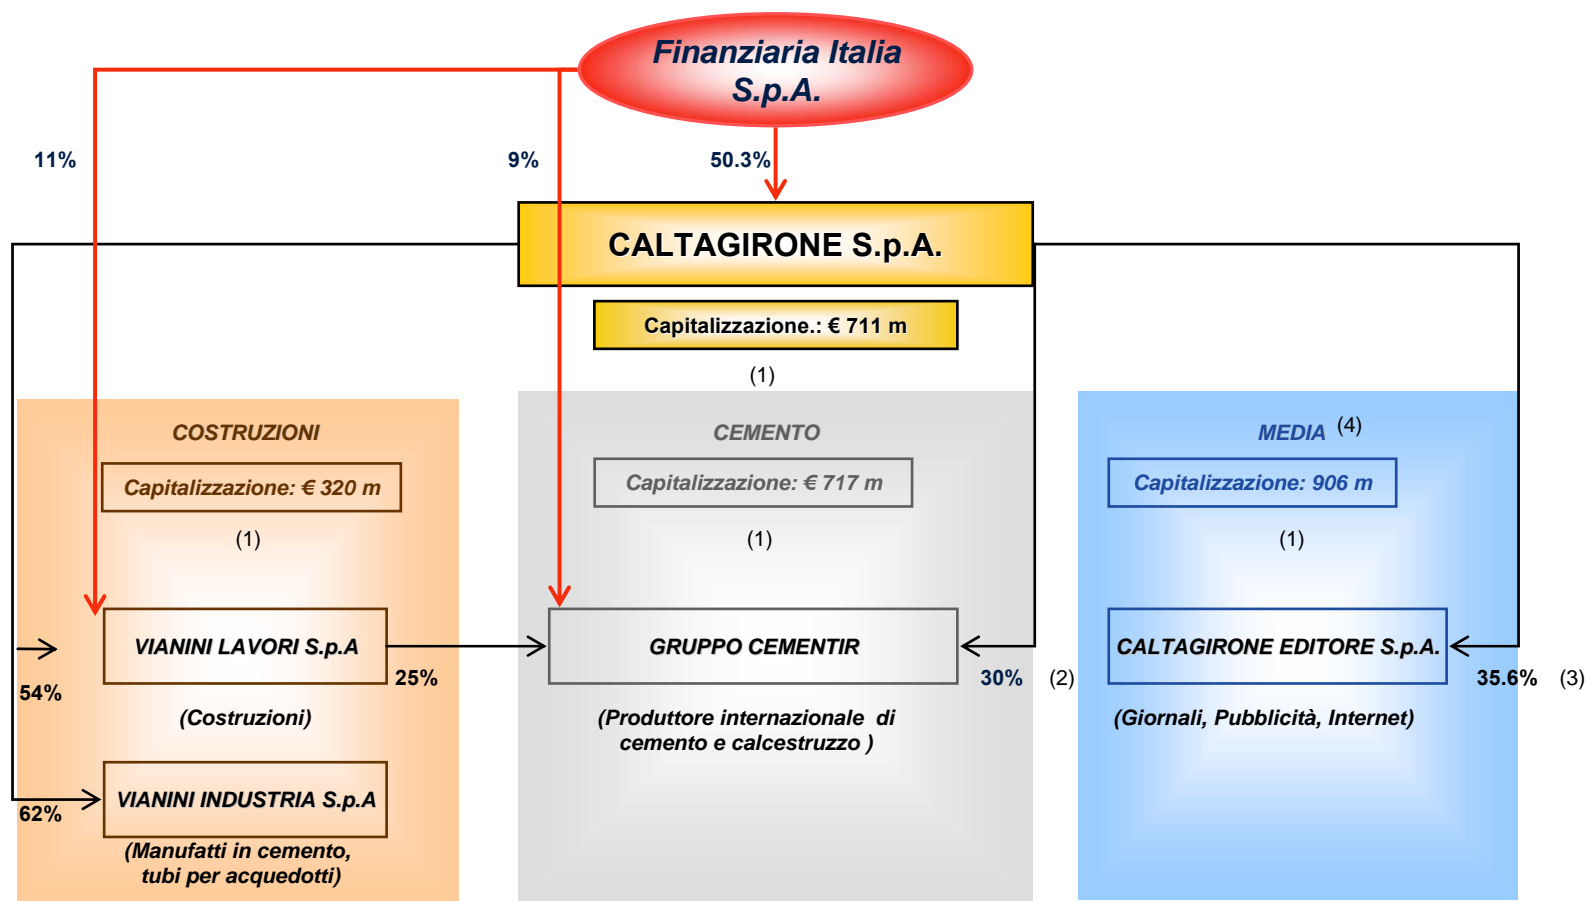 Finanziaria Italia
S.p.A.
11%
9%
50.3%
CALTAGIRONE S.p.A.
Capitalizzazione.: € 711 m
(1)
COSTRUZIONI
Capitalizzazione: € 320 m
(1)
CEMENTO
Capitalizzazione: € 717 m
(1)
MEDIA (4)
Capitalizzazione: 906 m
(1)
VIANINI LAVORI S.p.A
54%
25%
(Costruzioni)
GRUPPO CEMENTIR
30% (2)
(Produttore internazionale di
cemento e calcestruzzo )
CALTAGIRONE EDITORE S.p.A.
35.6% (3)
(Giornali, Pubblicità, Internet)
VIANINI INDUSTRIA S.p.A
62%
(Manufatti in cemento,
tubi per acquedotti)